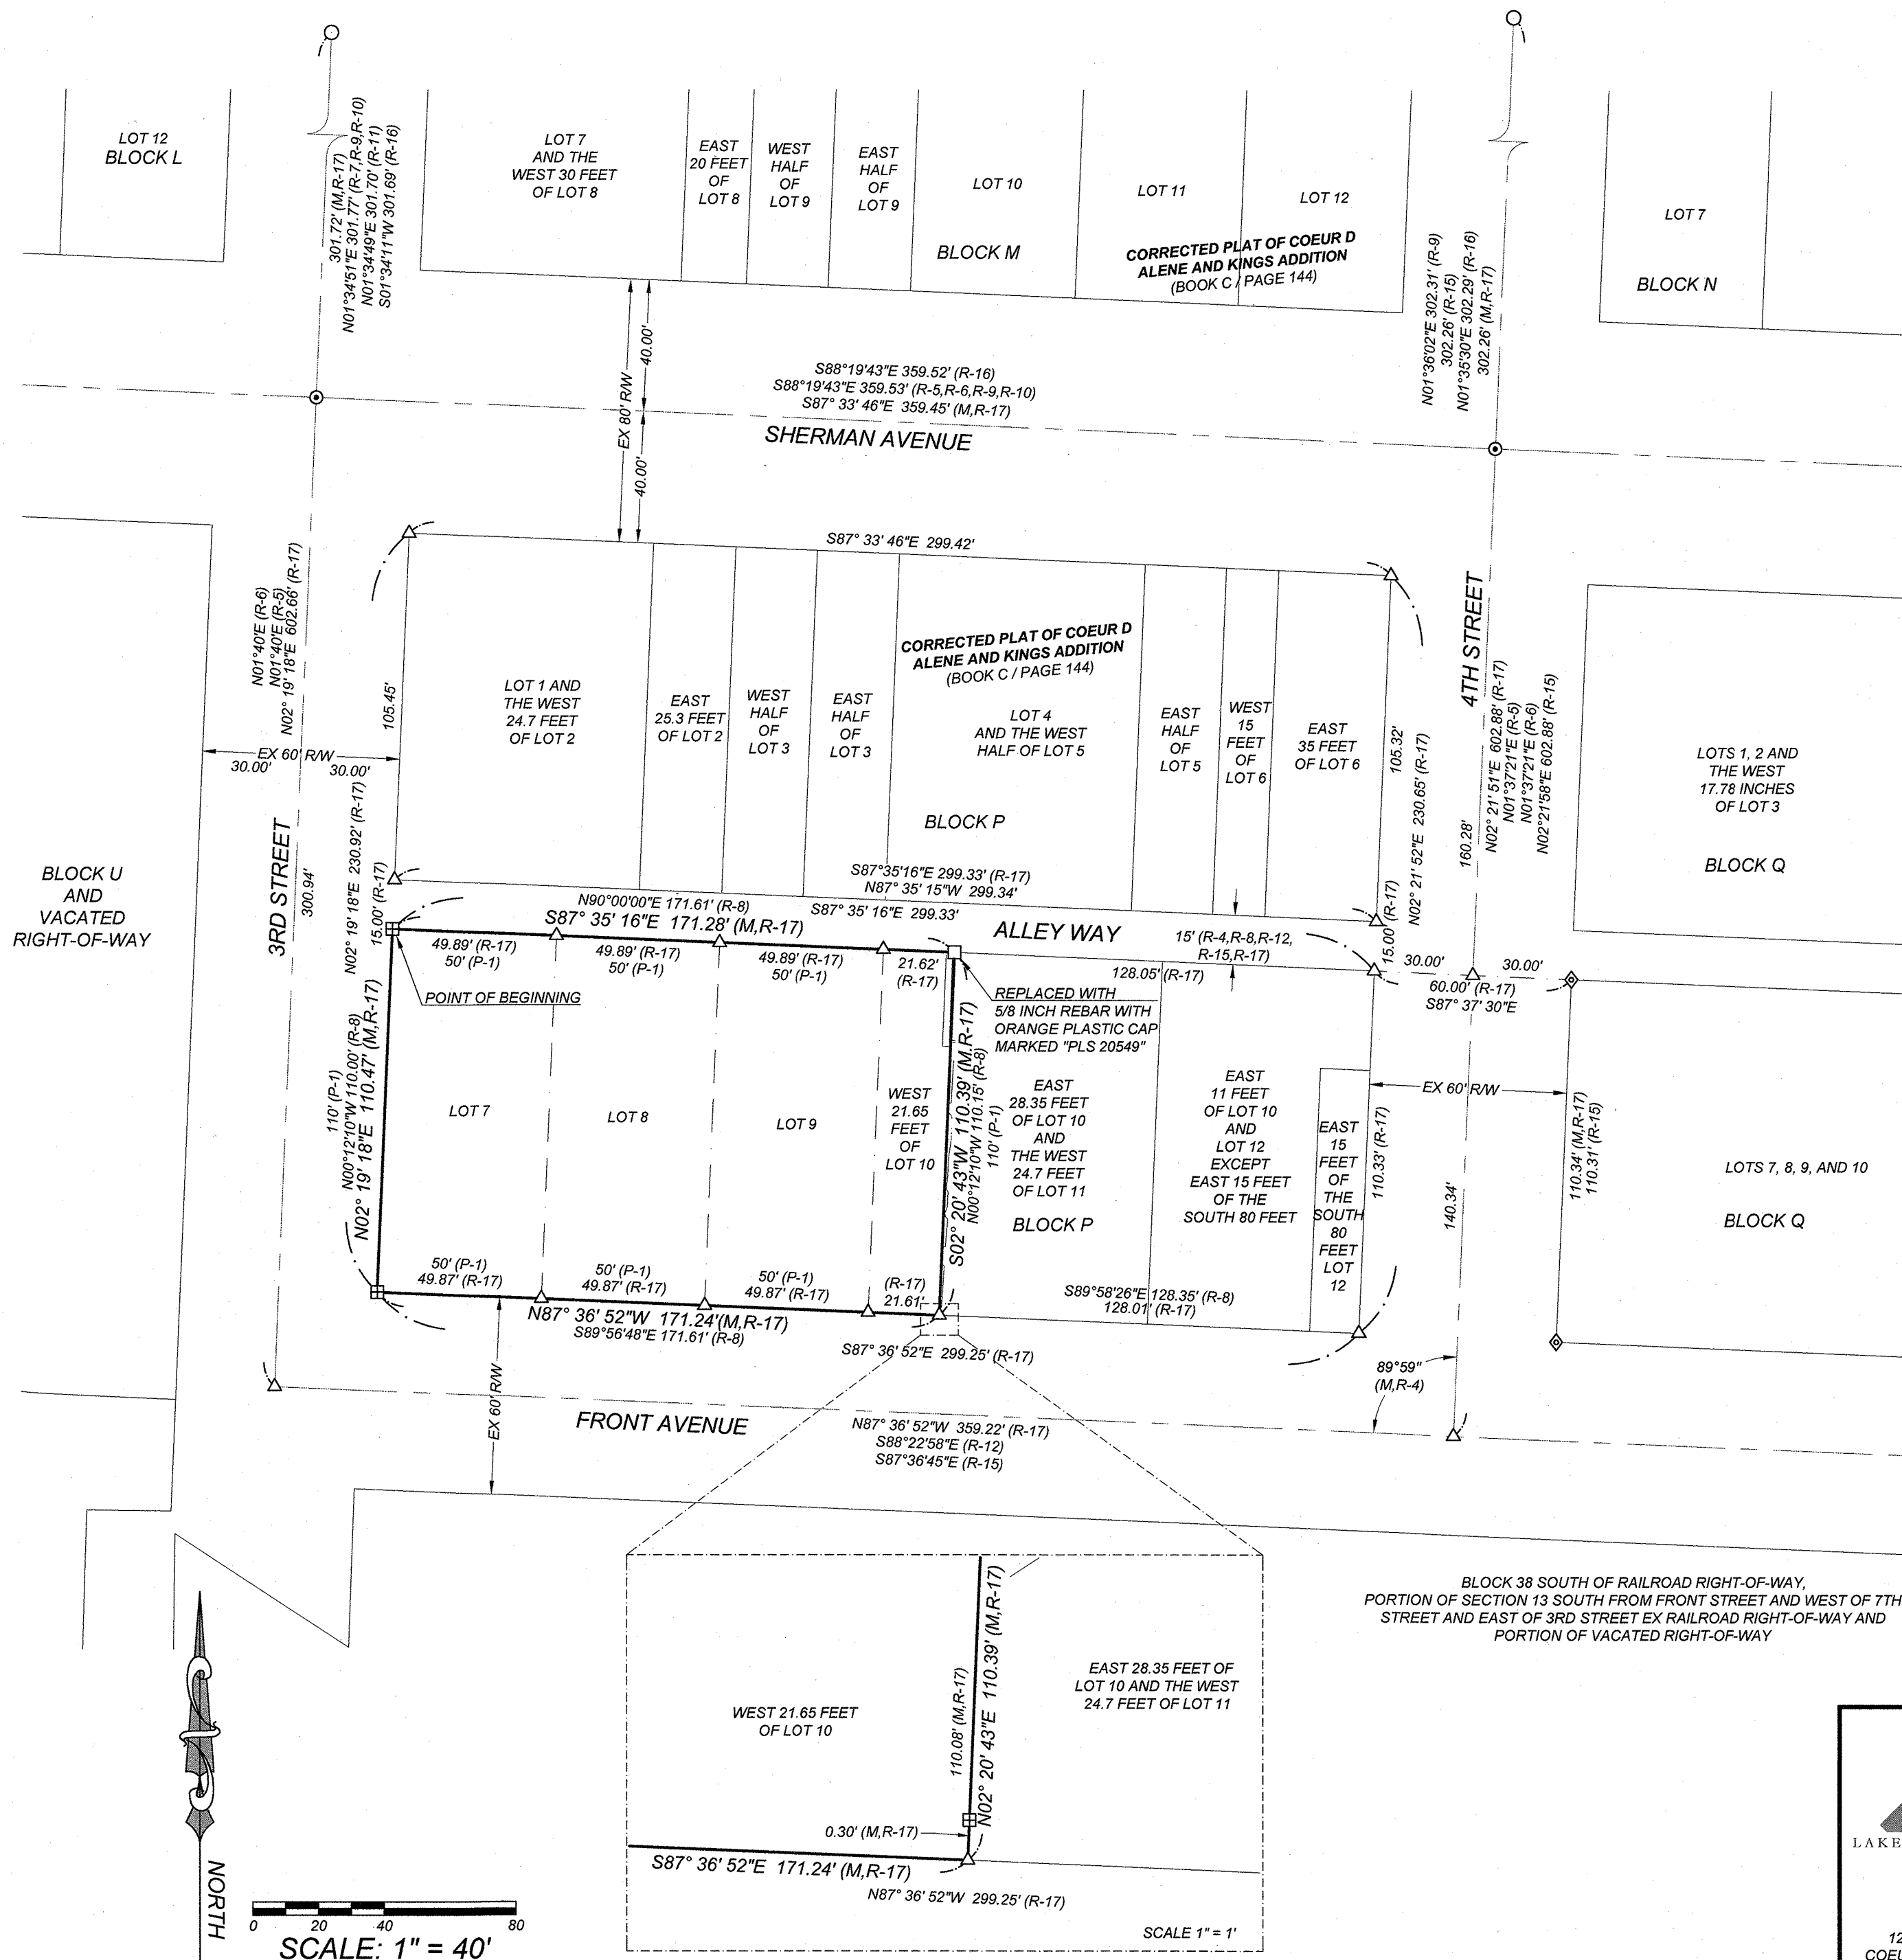 LOT 12
BLOCK L
301.72' (M,R-17)
N01°34'51"E 301.77' (R-7,R-9,R-10)
N01°34'49"E 301.70' (R-11)
S01°34'11"W 301.69' (R-16)
LOT 7
AND THE
WEST 30 FEET
OF LOT 8
EAST
20 FEET
OF
LOT 8
WEST
HALF
OF
LOT 9
EAST
HALF
OF
LOT 9
LOT 10
LOT 11
LOT 12
BLOCK M
CORRECTED PLAT OF COEUR D
ALENE AND KINGS ADDITION
(BOOK C / PAGE 144)
N01°36'02"E 302.31' (R-9)
302.26' (R-15)
N01°35'30"E 302.29' (R-16)
302.26' (M,R-17)
LOT 7
BLOCK N
EX 80' R/W
40.00'
40.00'
S88°19'43"E 359.52' (R-16)
S88°19'43"E 359.53' (R-5,R-6,R-9,R-10)
S87° 33' 46"E 359.45' (M,R-17)
SHERMAN AVENUE
S87° 33' 46"E 299.42'
N01°40'E (R-6)
N01°40'E (R-5)
N02° 19' 18"E 602.66' (R-17)
105.45'
EX 60' R/W
30.00'
30.00'
LOT 1 AND
THE WEST
24.7 FEET
OF LOT 2
EAST
25.3 FEET
OF LOT 2
WEST
HALF
OF
LOT 3
EAST
HALF
OF
LOT 3
CORRECTED PLAT OF COEUR D
ALENE AND KINGS ADDITION
(BOOK C / PAGE 144)
LOT 4
AND THE WEST
HALF OF LOT 5
EAST
HALF
OF
LOT 5
WEST
15
FEET
OF
LOT 6
EAST
35 FEET
OF LOT 6
BLOCK P
105.32'
N02° 21' 52"E 230.65' (R-17)
4TH STREET
160.28'
N02° 21' 51"E 602.88' (R-17)
N01°37'21"E (R-5)
N01°37'21"E (R-6)
N02°21'58"E 602.88' (R-15)
LOTS 1, 2 AND
THE WEST
17.78 INCHES
OF LOT 3
BLOCK Q
BLOCK U
AND
VACATED
RIGHT-OF-WAY
3RD STREET
300.94'
N02° 19' 18"E 230.92' (R-17)
15.00' (R-17)
S87°35'16"E 299.33' (R-17)
N87° 35' 15"W 299.34'
N90°00'00"E 171.61' (R-8)
S87° 35' 16"E 299.33'
S87° 35' 16"E 171.28' (M,R-17)
ALLEY WAY
15' (R-4,R-8,R-12,
R-15,R-17)
15.00' (R-17)
30.00'
30.00'
60.00' (R-17)
S87° 37' 30"E
49.89' (R-17)
50' (P-1)
49.89' (R-17)
50' (P-1)
49.89' (R-17)
50' (P-1)
21.62'
(R-17)
128.05' (R-17)
POINT OF BEGINNING
REPLACED WITH
5/8 INCH REBAR WITH
ORANGE PLASTIC CAP
MARKED "PLS 20549"
110' (P-1)
N00°12'10"W 110.00' (R-8)
N02° 19' 18"E 110.47' (M,R-17)
LOT 7
LOT 8
LOT 9
WEST
21.65
FEET
OF
LOT 10
S02° 20' 43"W 110.39' (M,R-17)
N00°12'10"W 110.15' (R-8)
110' (P-1)
EAST
28.35 FEET
OF LOT 10
AND
THE WEST
24.7 FEET
OF LOT 11
BLOCK P
EAST
11 FEET
OF LOT 10
AND
LOT 12
EXCEPT
EAST 15 FEET
OF THE
SOUTH 80 FEET
EAST
15
FEET
OF
THE
SOUTH
80
FEET
LOT
12
110.33' (R-17)
EX 60' R/W
140.34'
110.34' (M,R-17)
110.31' (R-15)
LOTS 7, 8, 9, AND 10
BLOCK Q
50' (P-1)
49.87' (R-17)
50' (P-1)
49.87' (R-17)
50' (P-1)
49.87' (R-17)
(R-17)
21.61'
N87° 36' 52"W 171.24'(M,R-17)
S89°56'48"E 171.61' (R-8)
S89°58'26"E 128.35' (R-8)
128.01' (R-17)
S87° 36' 52"E 299.25' (R-17)
89°59"
(M,R-4)
EX 60' R/W
FRONT AVENUE
N87° 36' 52"W 359.22' (R-17)
S88°22'58"E (R-12)
S87°36'45"E (R-15)
BLOCK 38 SOUTH OF RAILROAD RIGHT-OF-WAY,
PORTION OF SECTION 13 SOUTH FROM FRONT STREET AND WEST OF 7TH
STREET AND EAST OF 3RD STREET EX RAILROAD RIGHT-OF-WAY AND
PORTION OF VACATED RIGHT-OF-WAY
WEST 21.65 FEET
OF LOT 10
110.08' (M,R-17)
N02° 20' 43"E 110.39' (M,R-17)
EAST 28.35 FEET OF
LOT 10 AND THE WEST
24.7 FEET OF LOT 11
0.30' (M,R-17)
S87° 36' 52"E 171.24' (M,R-17)
N87° 36' 52"W 299.25' (R-17)
SCALE 1" = 1'
NORTH
0 20 40 80
SCALE: 1" = 40'
LAKE
12
COEU